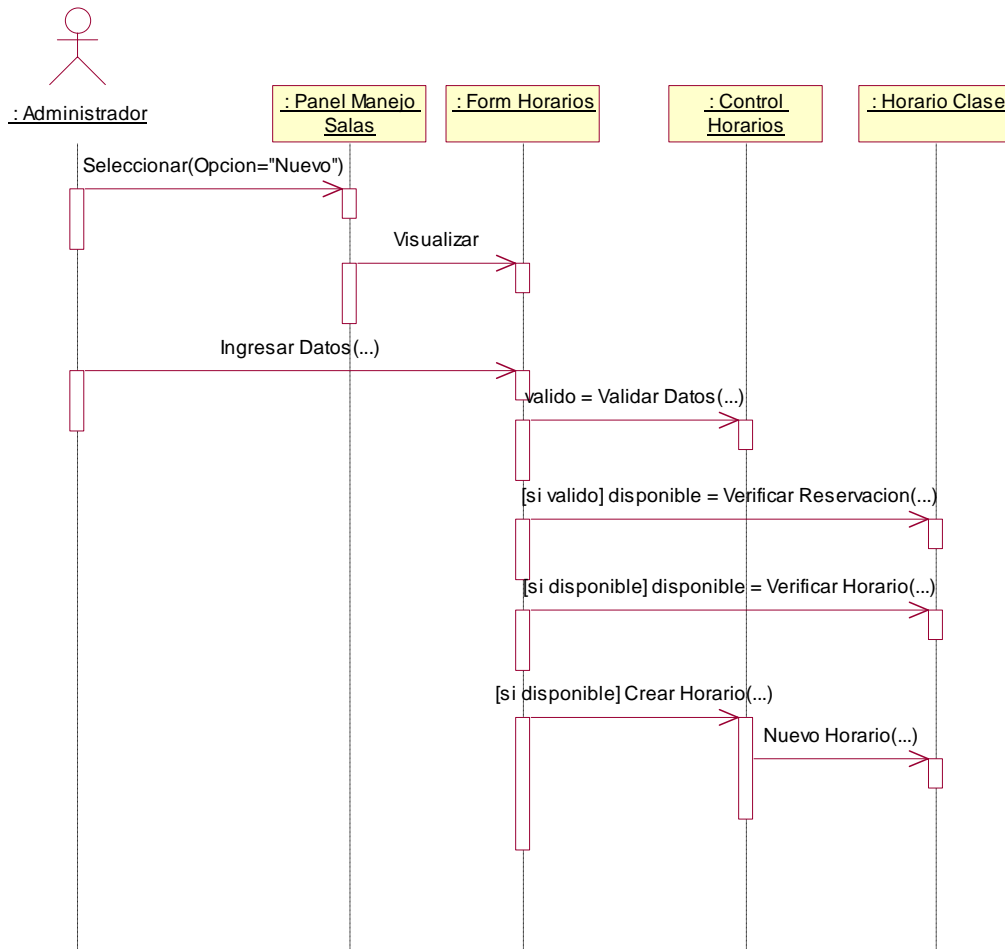 : Administrador
: Panel Manejo
Salas
: Form Horarios
: Control
Horarios
: Horario Clase
Seleccionar(Opcion="Nuevo")
Visualizar
Ingresar Datos(...)
valido = Validar Datos(...)
[si valido] disponible = Verificar Reservacion(...)
[si disponible] disponible = Verificar Horario(...)
[si disponible] Crear Horario(...)
Nuevo Horario(...)